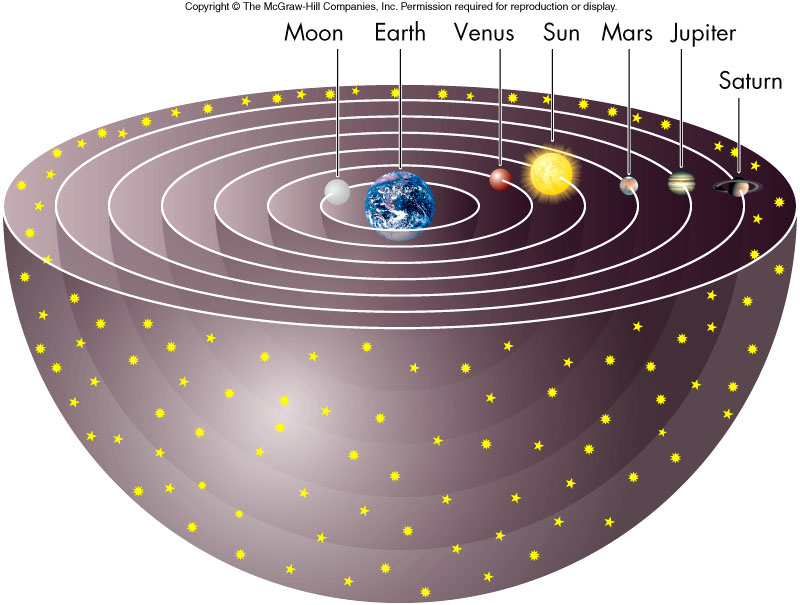 Copyright © The McGraw-Hill Companies, Inc. Permission required for reproduction or display.
Moon Earth Venus Sun Mars Jupiter
Saturn